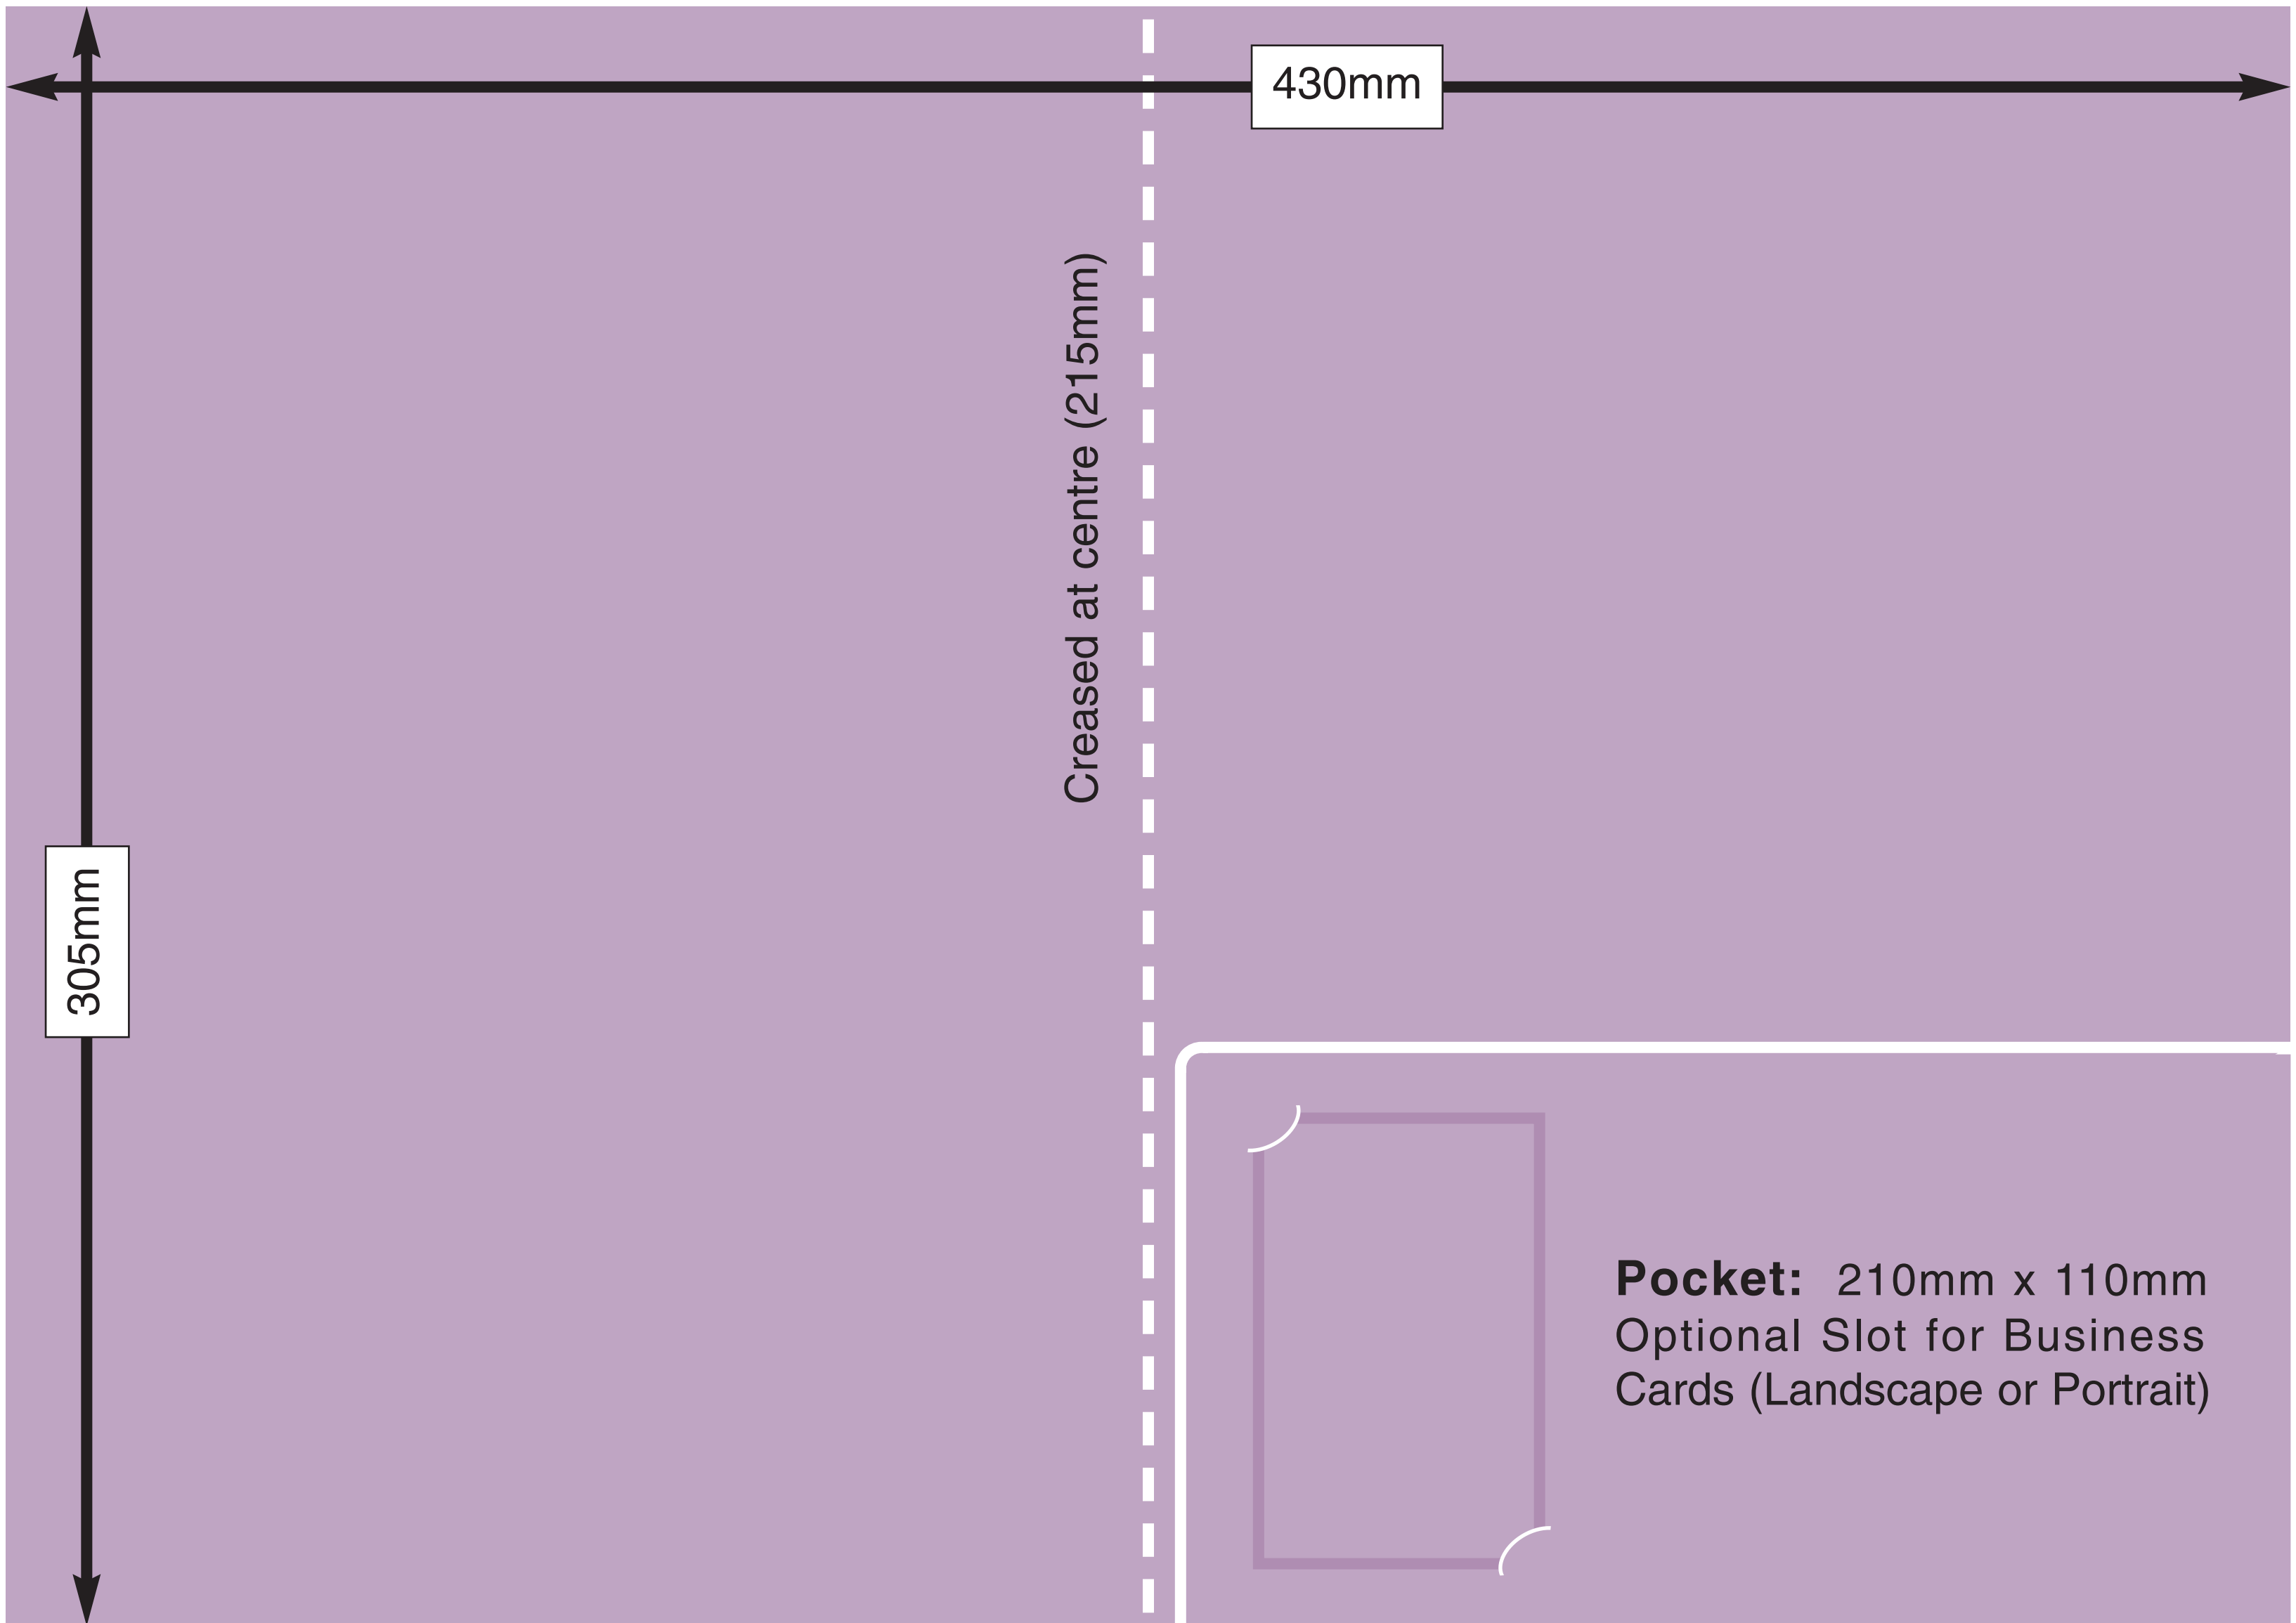 430mm
Creased at centre (215mm)
305mm
Pocket: 210mm x 110mm
Optional Slot for Business
Cards (Landscape or Portrait)